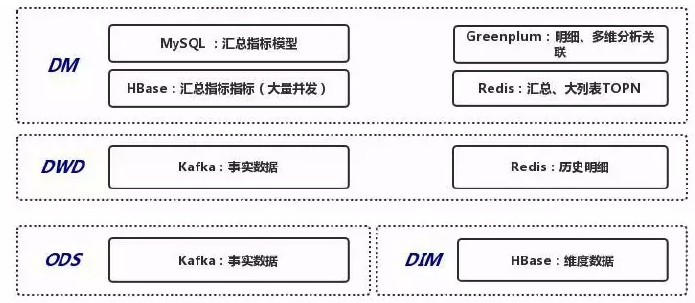 DM
MySQL ：汇总指标模型
Greenplum：明细、多维分析关
联
HBase：汇总指标指标（大量并发）
Redis：汇总、大列表TOPN
DWD
Kafka：事实数据
Redis：历史明细
ODS
Kafka：事实数据
DIM
HBase：维度数据